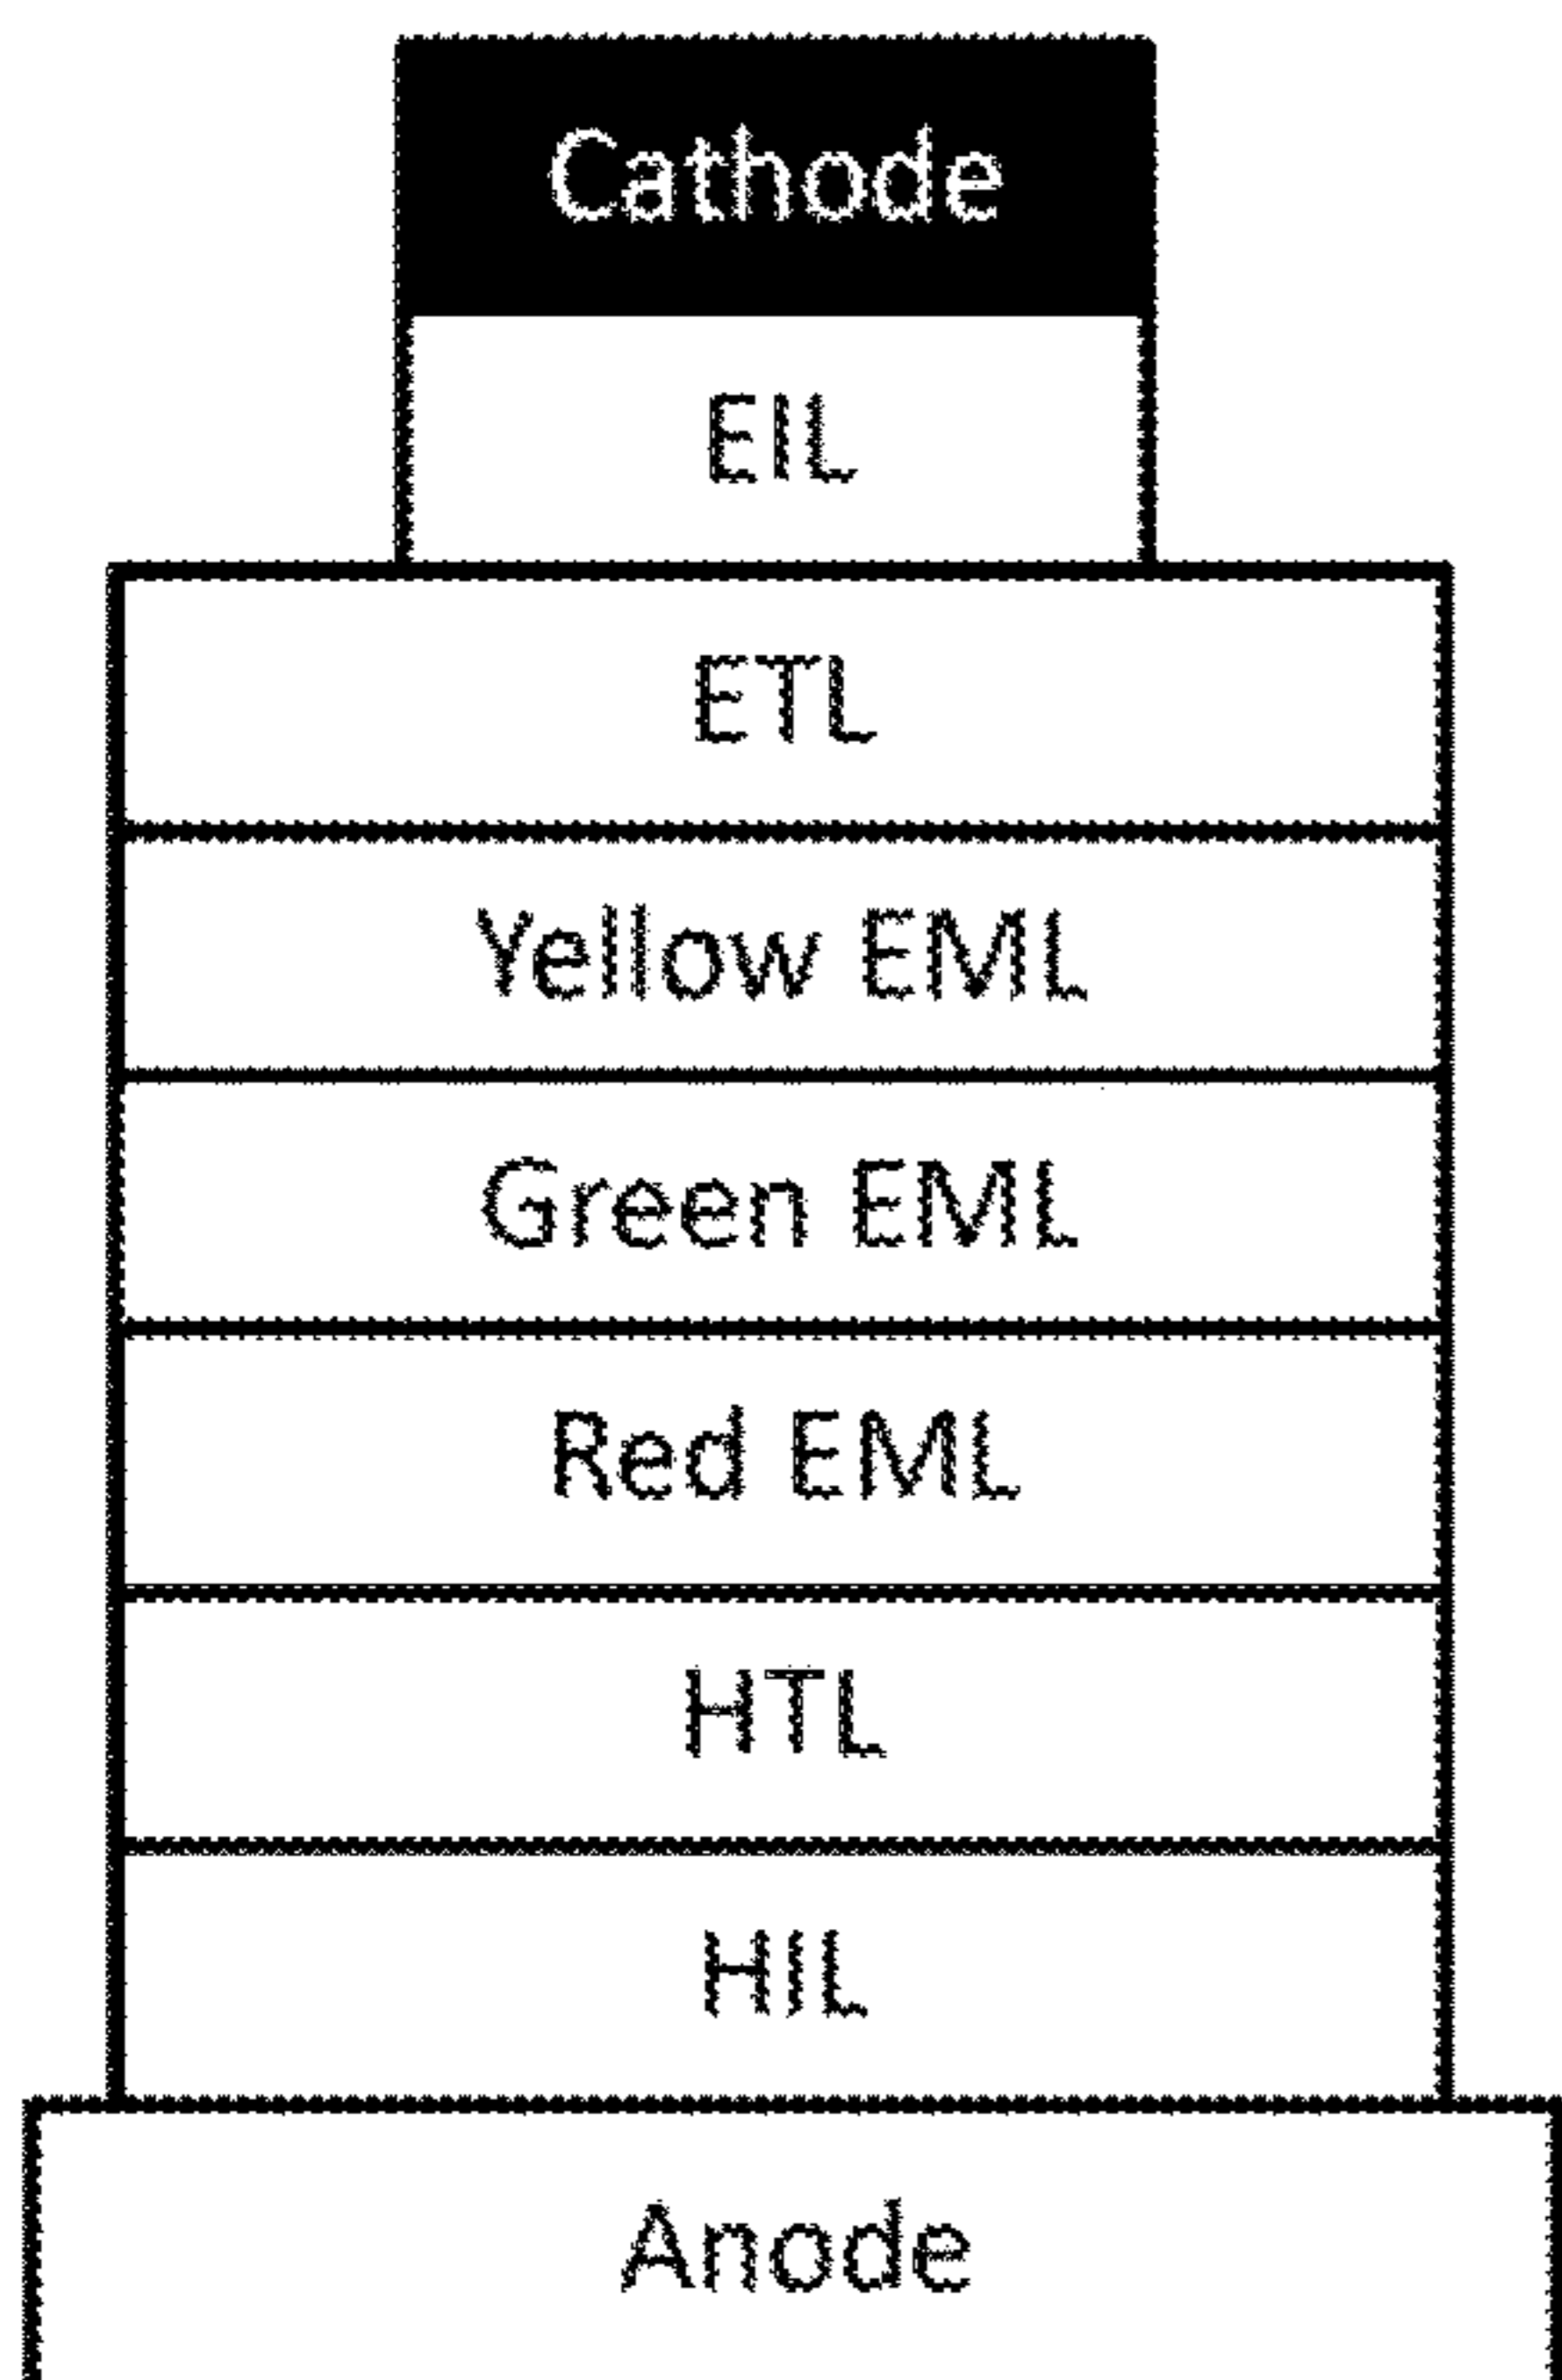 Cathode
EIL
ETL
Yellow EML
Green EML
Red EML
HTL
HIL
Anode